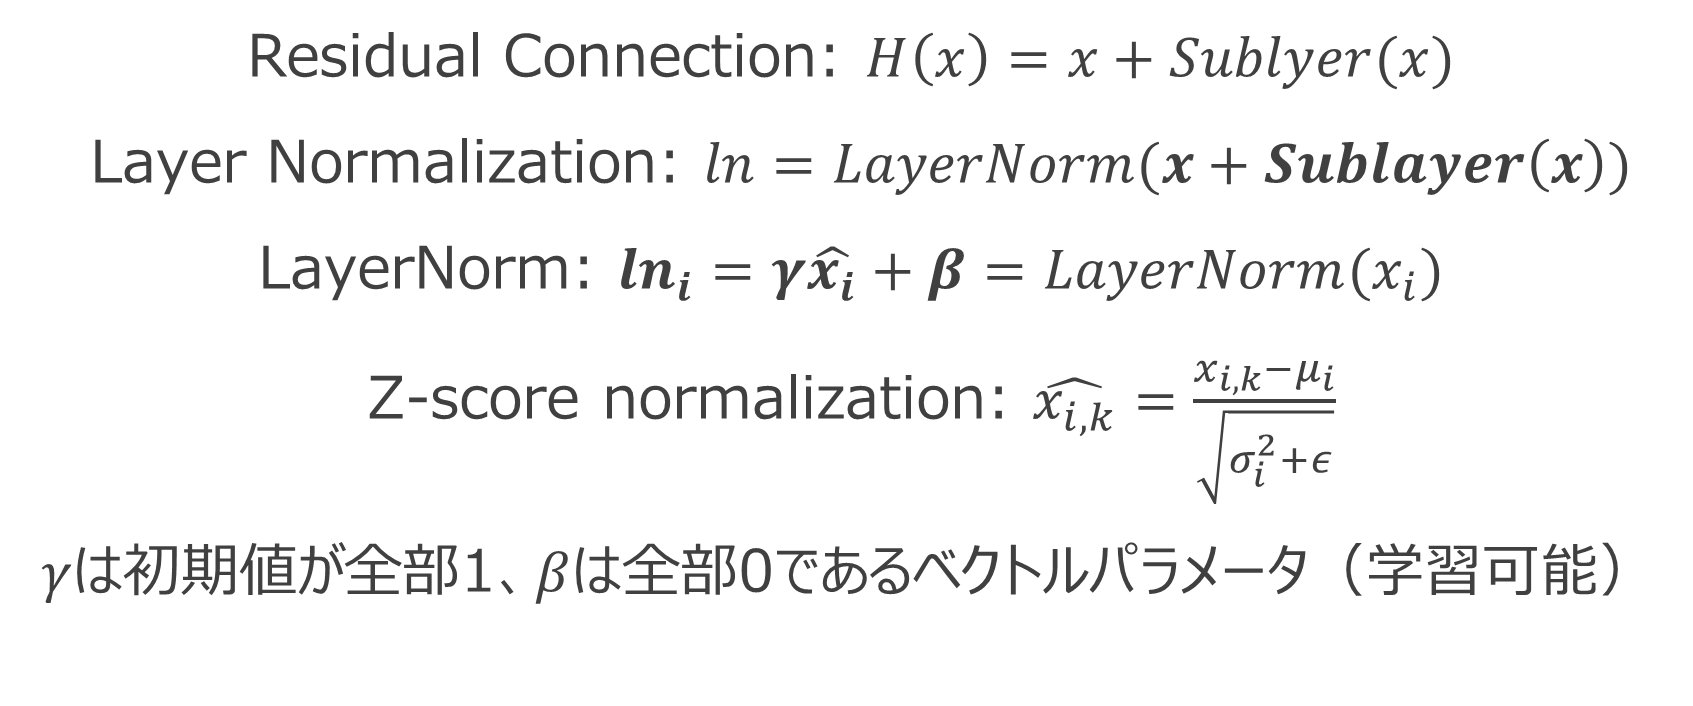 Residual Connection: H(x) = x + Sublyer(x)
Layer Normalization: ln = LayerNorm(x + Sublayer(x))
LayerNorm: ln_i = γx̂_i + β = LayerNorm(x_i)
Z-score normalization: x̂_{i,k} = (x_{i,k} − μ_i) / √(σ_i^2 + ϵ)
γは初期値が全部1、βは全部0であるベクトルパラメータ（学習可能）